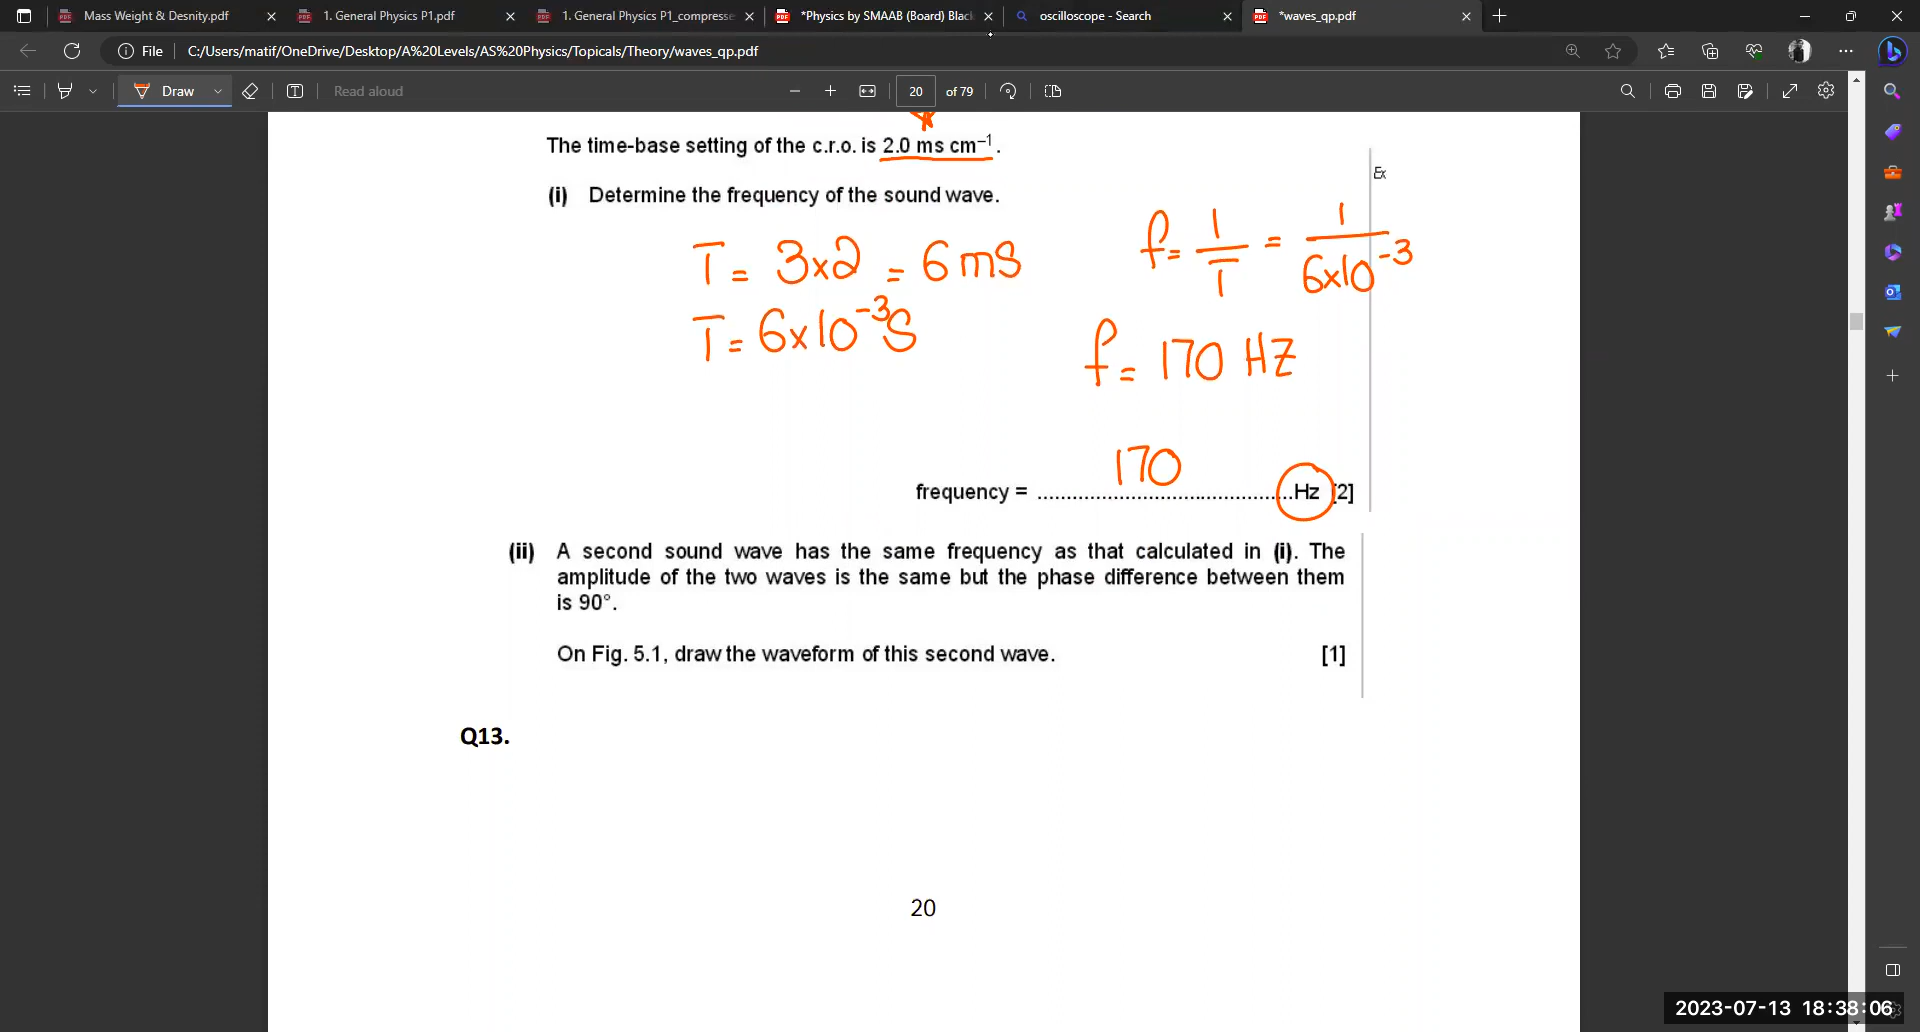 Mass Weight & Desnity.pdf
1. General Physics P1.pdf
1. General Physics P1_compresse
*Physics by SMAAB (Board) Blac
oscilloscope - Search
*waves_qp.pdf
File
C:/Users/matif/OneDrive/Desktop/A%20Levels/AS%20Physics/Topicals/Theory/waves_qp.pdf
Draw
Read aloud
20 of 79
The time-base setting of the c.r.o. is 2.0 ms cm⁻¹.
Ex
(i) Determine the frequency of the sound wave.
T = 3x2 = 6 ms
f = 1/T = 1/6x10⁻³
T = 6x10⁻³ S
f = 170 HZ
170
frequency = ............................................Hz [2]
(ii) A second sound wave has the same frequency as that calculated in (i). The
amplitude of the two waves is the same but the phase difference between them
is 90°.
On Fig. 5.1, draw the waveform of this second wave. [1]
Q13.
20
2023-07-13 18:38:06